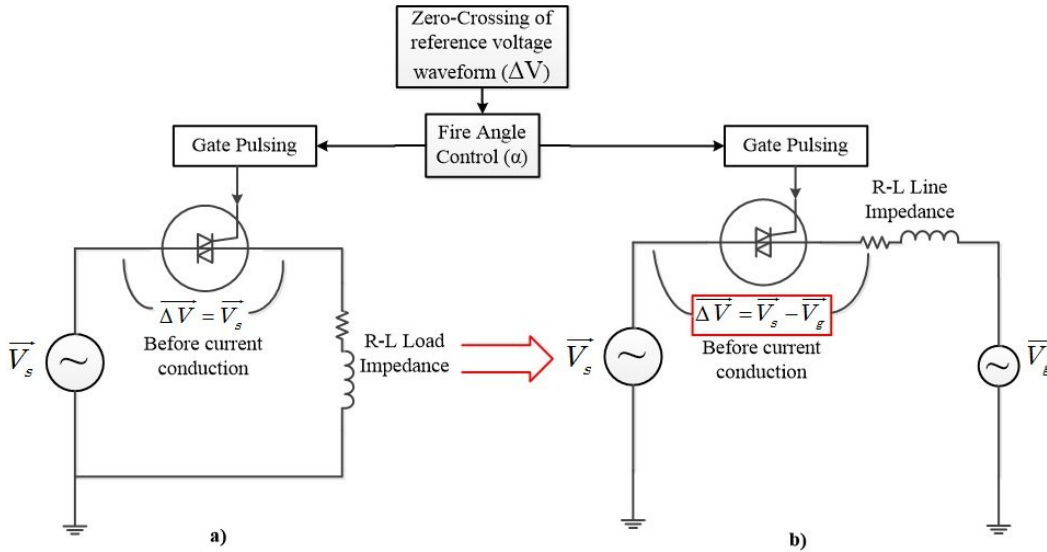 Zero-Crossing of
reference voltage
waveform (ΔV)
Fire Angle
Control (α)
Gate Pulsing
Gate Pulsing
R-L Line
Impedance
ΔV = Vs
Before current
conduction
Vs
R-L Load
Impedance
ΔV = Vs − Vg
Before current
conduction
Vs
Vg
a)
b)